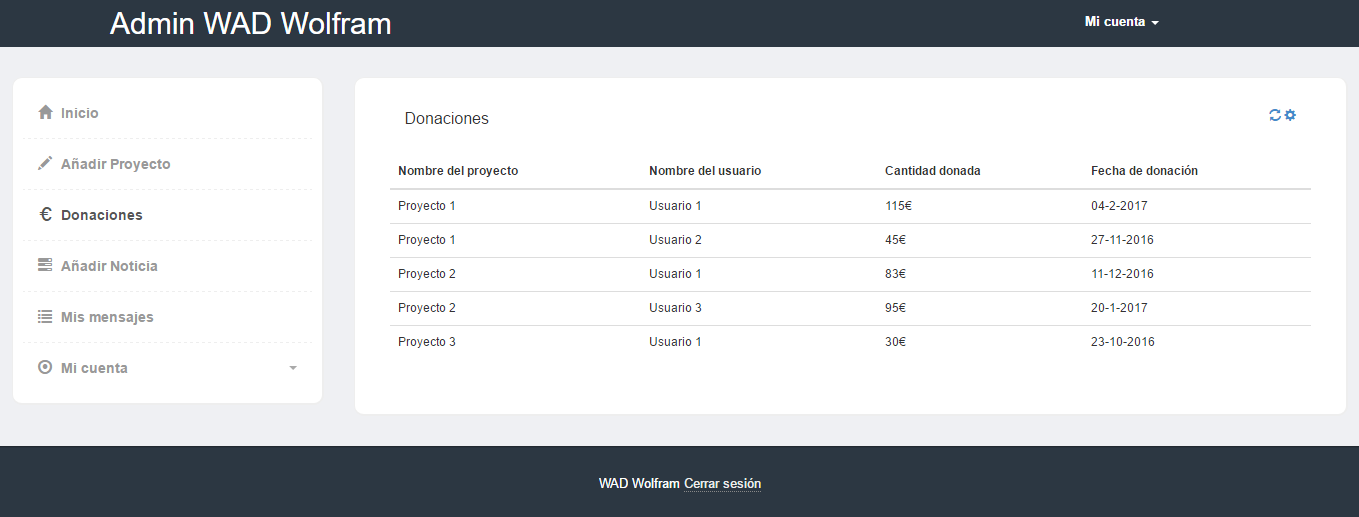 Admin WAD Wolfram
Mi cuenta
Inicio
Añadir Proyecto
€ Donaciones
Añadir Noticia
Mis mensajes
Mi cuenta
Donaciones
Nombre del proyecto Nombre del usuario Cantidad donada Fecha de donación
Proyecto 1 Usuario 1 115€ 04-2-2017
Proyecto 1 Usuario 2 45€ 27-11-2016
Proyecto 2 Usuario 1 83€ 11-12-2016
Proyecto 2 Usuario 3 95€ 20-1-2017
Proyecto 3 Usuario 1 30€ 23-10-2016
WAD Wolfram Cerrar sesión